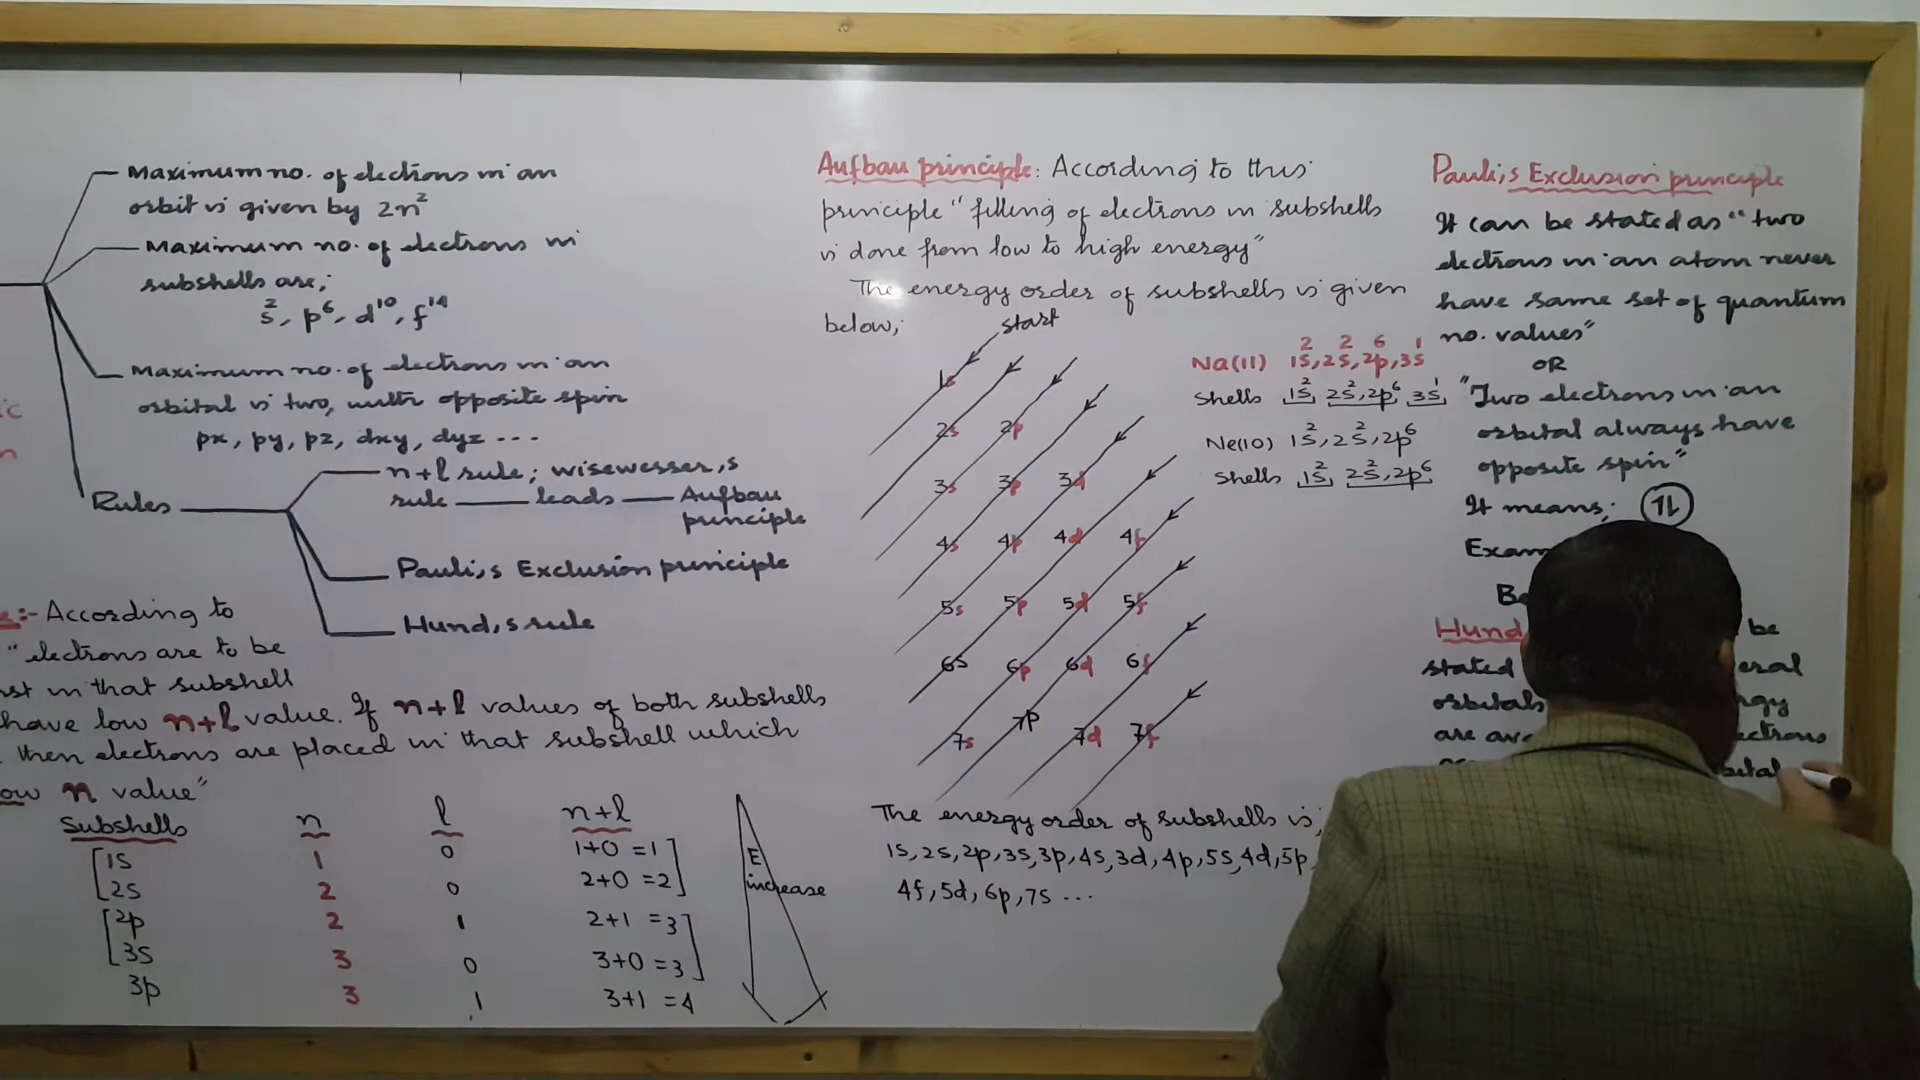 Maximum no. of electrons in an
orbit is given by 2n²
Maximum no. of electrons in
subshells are;
s², p⁶, d¹⁰, f¹⁴
Maximum no. of electrons in an
orbital is two, with opposite spin
px, py, pz, dxy, dyz ...
Rules
n+l rule; wisewesser,s
rule leads Aufbau
principle
Pauli,s Exclusion principle
Hund,s rule
:- According to
"electrons are to be
in that subshell
have low n+l value. If n+l values of both subshells
then electrons are placed in that subshell which
n value"
Subshells n l n+l
1s 1 0 1+0 =1
2s 2 0 2+0 =2
2p 2 1 2+1 =3
3s 3 0 3+0 =3
3p 3 1 3+1 =4
E
increase
Aufbau principle: According to this
principle "filling of electrons in subshells
is done from low to high energy"
The energy order of subshells is given
below;
start
1s
2s 2p
3s 3p 3d
4s 4p 4d 4f
5s 5p 5d 5f
6s 6p 6d 6f
7s 7p 7d 7f
The energy order of subshells is;
1s, 2s, 2p, 3s, 3p, 4s, 3d, 4p, 5s, 4d, 5p,
4f, 5d, 6p, 7s ...
2 2 6 1
Na(11) 1s, 2s, 2p, 3s
Shells 1s² 2s², 2p⁶ 3s¹
Ne(10) 1s², 2s², 2p⁶
Shells 1s² 2s², 2p⁶
Pauli,s Exclusion principle
It can be stated as "two
electrons in an atom never
have same set of quantum
no. values"
OR
"Two electrons in an
orbital always have
opposite spin"
It means; ↿⇂
Hund be
stated
orbitals
are